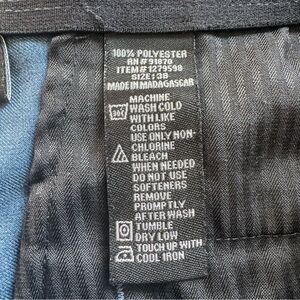 100% POLYESTER
RN # 91870
ITEM # 1279598
SIZE: 38
MADE IN MADAGASCAR
MACHINE
WASH COLD
WITH LIKE
COLORS
USE ONLY NON-
CHLORINE
BLEACH
WHEN NEEDED
DO NOT USE
SOFTENERS
REMOVE
PROMPTLY
AFTER WASH
TUMBLE
DRY LOW
TOUCH UP WITH
COOL IRON